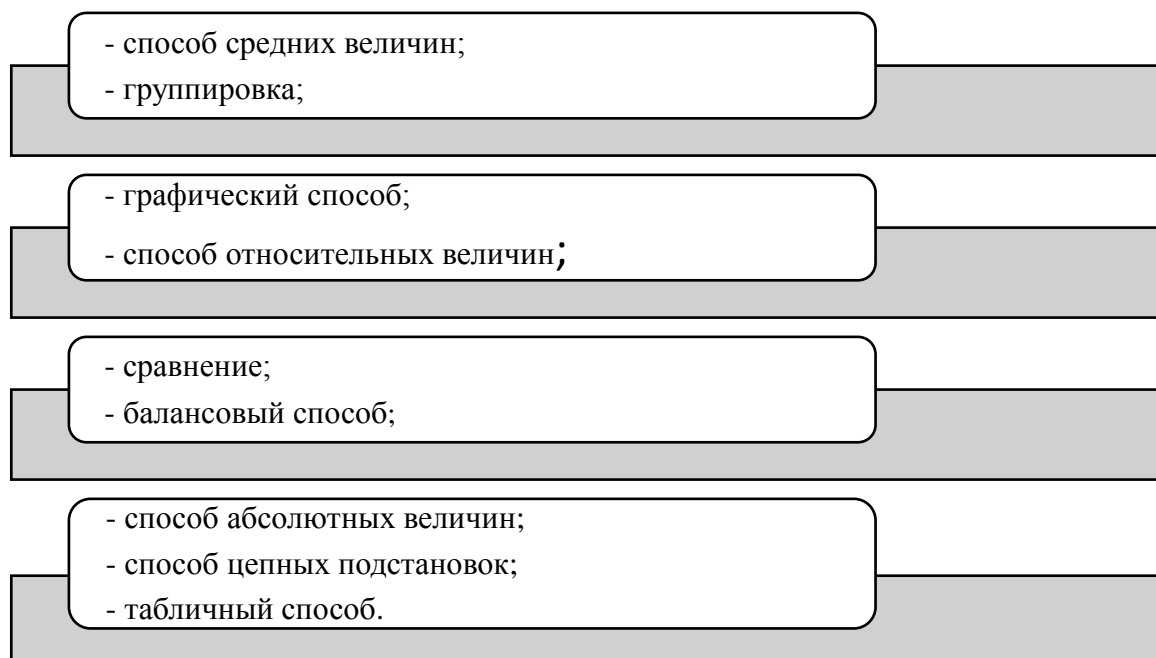 - способ средних величин;
- группировка;
- графический способ;
- способ относительных величин;
- сравнение;
- балансовый способ;
- способ абсолютных величин;
- способ цепных подстановок;
- табличный способ.